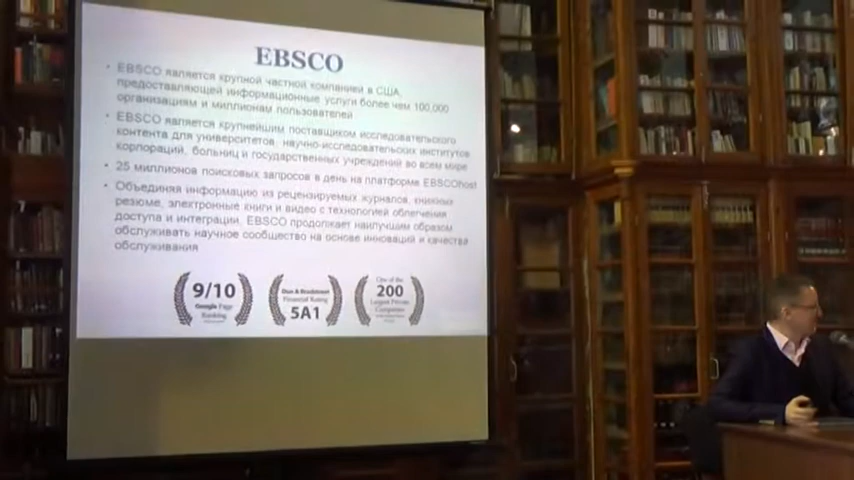 EBSCO
• EBSCO является крупной частной компанией в США,
предоставляющей информационные услуги более чем 100,000
организациям и миллионам пользователей
• EBSCO является крупнейшим поставщиком исследовательского
контента для университетов, научно-исследовательских институтов
корпораций, больниц и государственных учреждений во всем мире
• 25 миллионов поисковых запросов в день на платформе EBSCOhost
• Объединяя информацию из рецензируемых журналов, книжных
резюме, электронные книги и видео с технологией облегчения
доступа и интеграции, EBSCO продолжает наилучшим образом
обслуживать научное сообщество на основе инноваций и качества
обслуживания
9/10
Google Page
Ranking
Dun & Bradstreet
Financial Rating
5A1
One of the
200
Largest Private
Companies